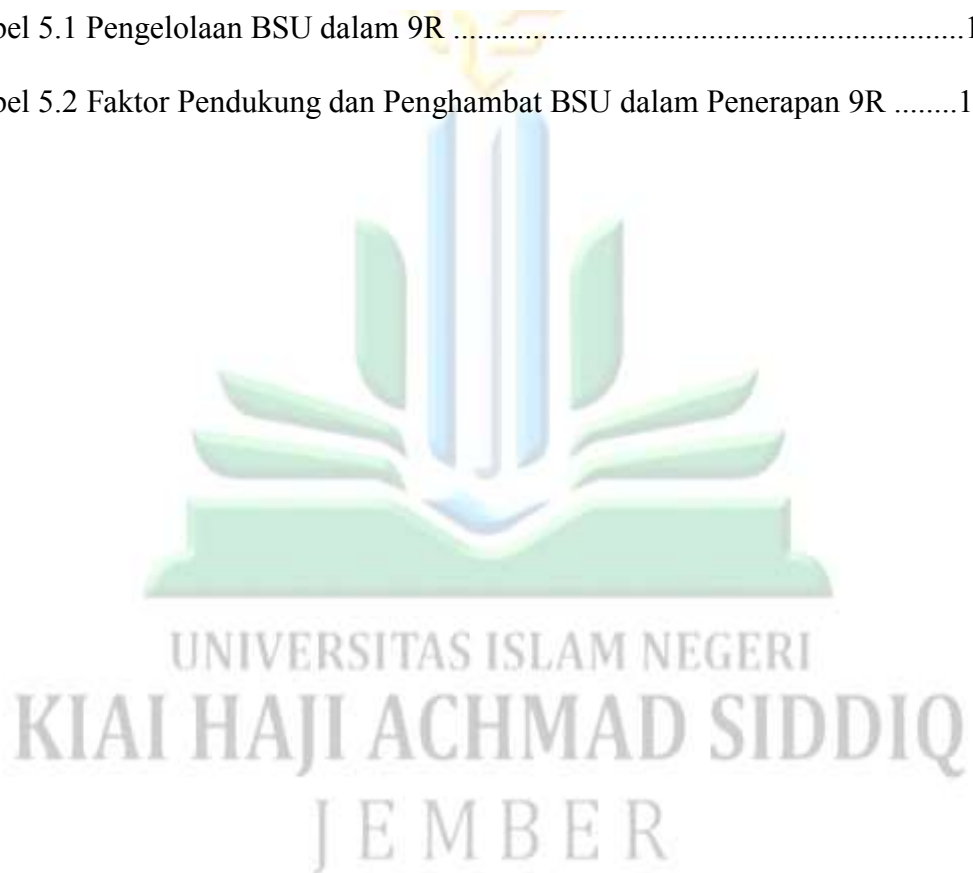 bel 5.1 Pengelolaan BSU dalam 9R .................................................................1
bel 5.2 Faktor Pendukung dan Penghambat BSU dalam Penerapan 9R ........1
UNIVERSITAS ISLAM NEGERI
KIAI HAJI ACHMAD SIDDIQ
JEMBER